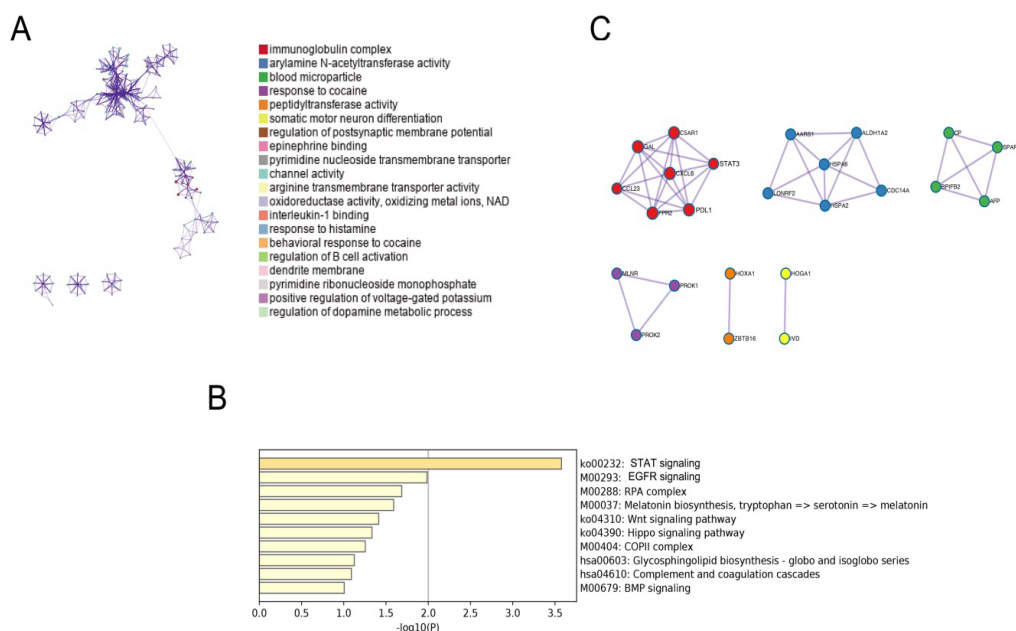 A
immunoglobulin complex
arylamine N-acetyltransferase activity
blood microparticle
response to cocaine
peptidyltransferase activity
somatic motor neuron differentiation
regulation of postsynaptic membrane potential
epinephrine binding
pyrimidine nucleoside transmembrane transporter
channel activity
arginine transmembrane transporter activity
oxidoreductase activity, oxidizing metal ions, NAD
interleukin-1 binding
response to histamine
behavioral response to cocaine
regulation of B cell activation
dendrite membrane
pyrimidine ribonucleoside monophosphate
positive regulation of voltage-gated potassium
regulation of dopamine metabolic process
C
C5AR1
GAL
STAT3
CXCL6
CCL23
FPR2
PDL1
AARS1
ALDH1A2
HSPA6
LONRF2
CDC14A
HSPA2
CP
BPIFB2
AFP
MLNR
PROK1
PROK2
HOXA1
ZBTB16
HOGA1
IVD
B
ko00232: STAT signaling
M00293: EGFR signaling
M00288: RPA complex
M00037: Melatonin biosynthesis, tryptophan => serotonin => melatonin
ko04310: Wnt signaling pathway
ko04390: Hippo signaling pathway
M00404: COPII complex
hsa00603: Glycosphingolipid biosynthesis - globo and isoglobo series
hsa04610: Complement and coagulation cascades
M00679: BMP signaling
0.0 0.5 1.0 1.5 2.0 2.5 3.0 3.5
-log10(P)